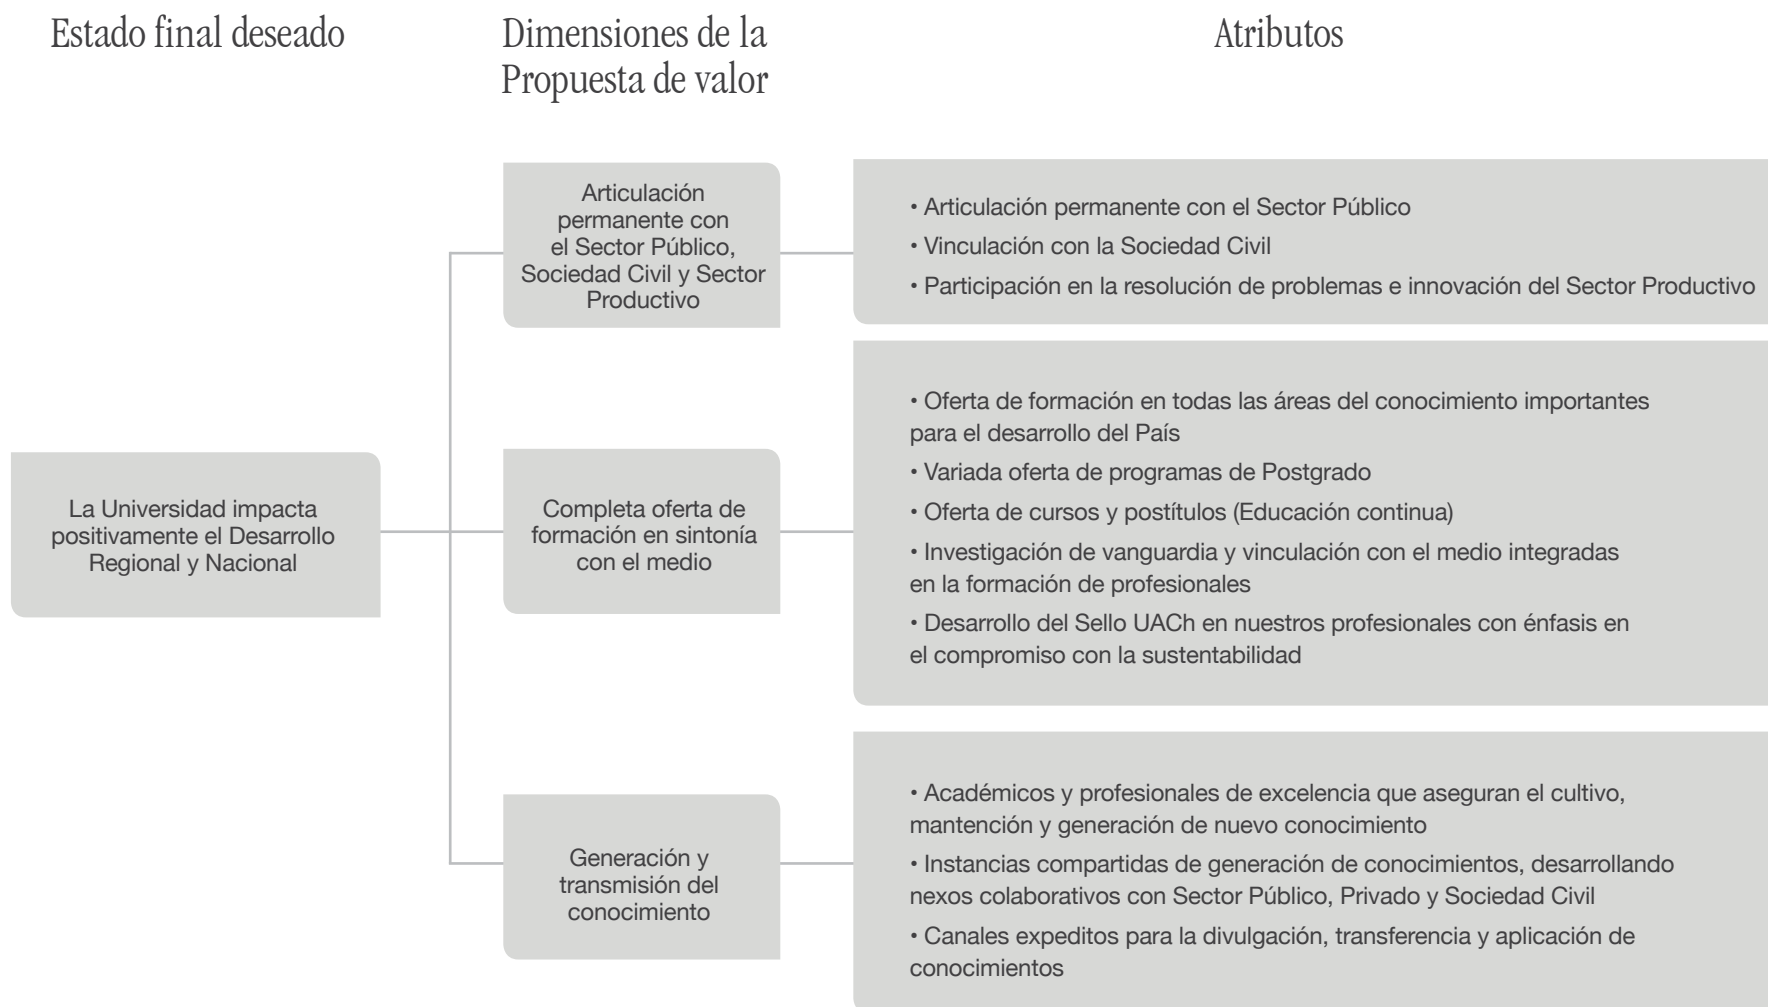 Estado final deseado
Dimensiones de la
Propuesta de valor
Atributos
Articulación
permanente con
el Sector Público,
Sociedad Civil y Sector
Productivo
• Articulación permanente con el Sector Público
• Vinculación con la Sociedad Civil
• Participación en la resolución de problemas e innovación del Sector Productivo
La Universidad impacta
positivamente el Desarrollo
Regional y Nacional
Completa oferta de
formación en sintonía
con el medio
• Oferta de formación en todas las áreas del conocimiento importantes
para el desarrollo del País
• Variada oferta de programas de Postgrado
• Oferta de cursos y postítulos (Educación continua)
• Investigación de vanguardia y vinculación con el medio integradas
en la formación de profesionales
• Desarrollo del Sello UACh en nuestros profesionales con énfasis en
el compromiso con la sustentabilidad
Generación y
transmisión del
conocimiento
• Académicos y profesionales de excelencia que aseguran el cultivo,
mantención y generación de nuevo conocimiento
• Instancias compartidas de generación de conocimientos, desarrollando
nexos colaborativos con Sector Público, Privado y Sociedad Civil
• Canales expeditos para la divulgación, transferencia y aplicación de
conocimientos